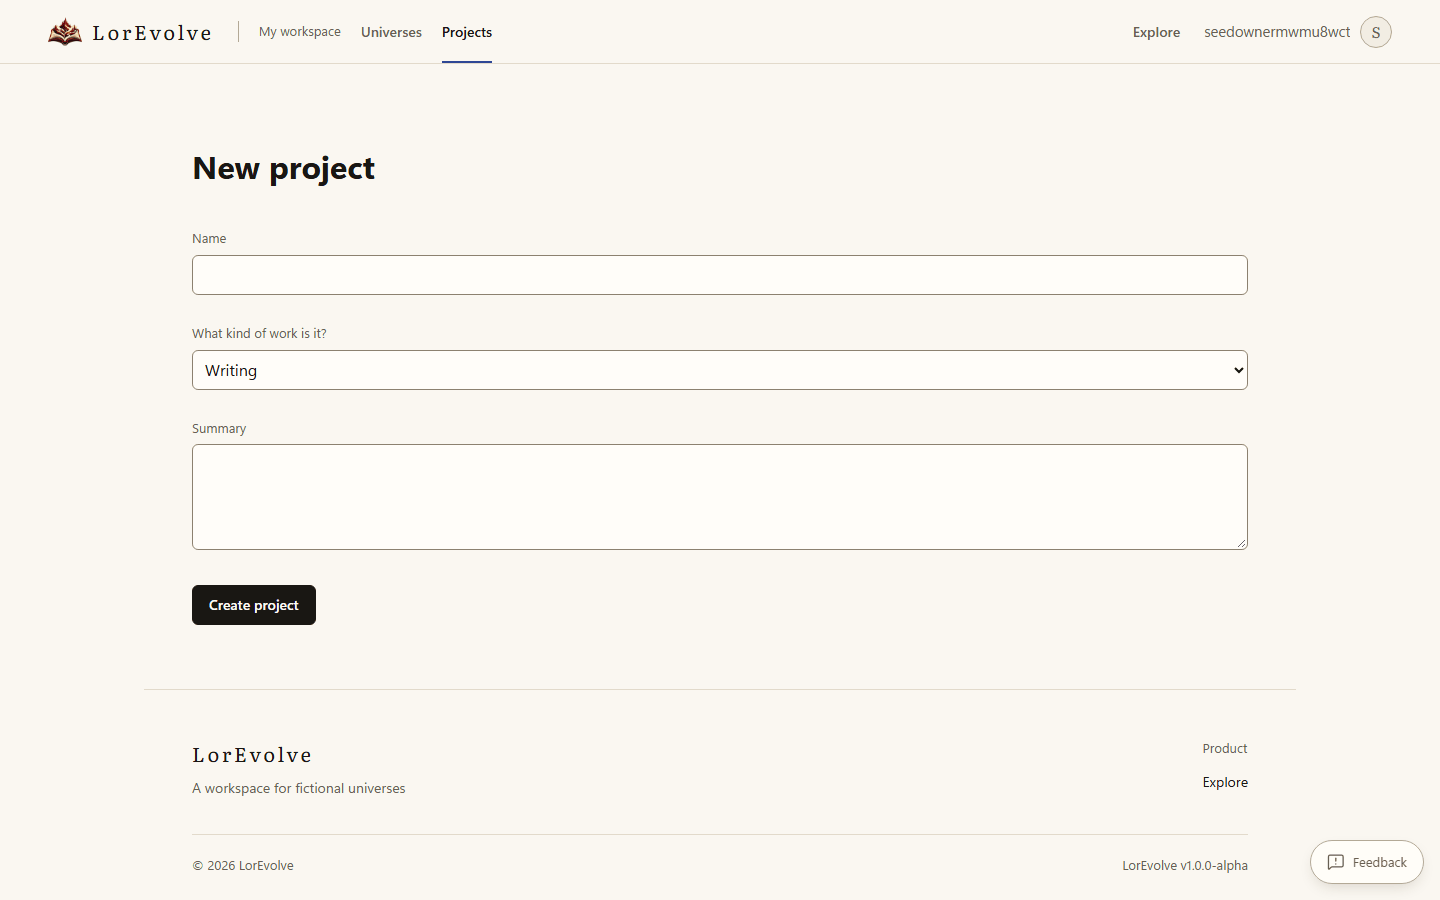 LorEvolve
My workspace
Universes
Projects
Explore
seedownermwmu8wct
S
New project
Name
What kind of work is it?
Writing
Summary
Create project
LorEvolve
A workspace for fictional universes
Product
Explore
© 2026 LorEvolve
LorEvolve v1.0.0-alpha
Feedback